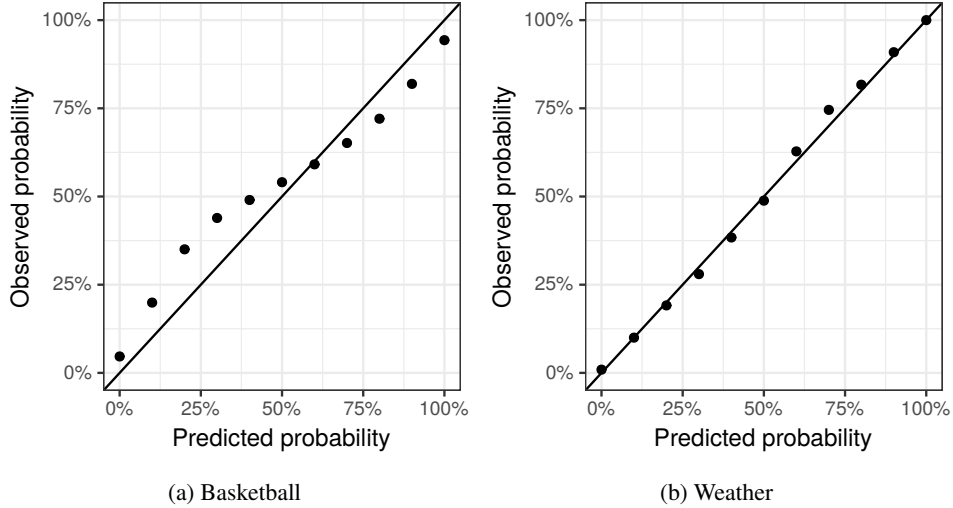 100%
75%
50%
25%
0%
Observed probability
0% 25% 50% 75% 100%
Predicted probability
(a) Basketball
100%
75%
50%
25%
0%
Observed probability
0% 25% 50% 75% 100%
Predicted probability
(b) Weather